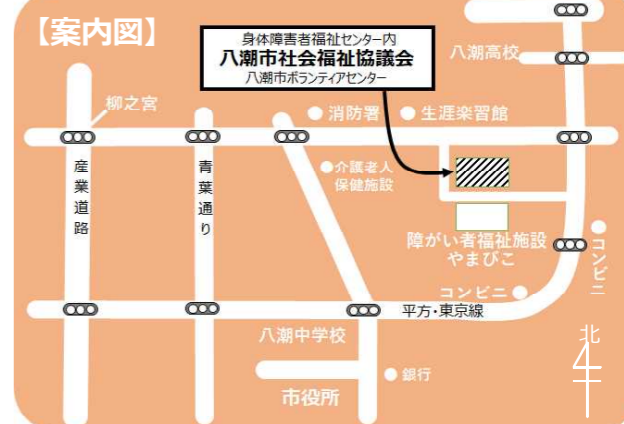 【案内図】
身体障害者福祉センター内
八潮市社会福祉協議会
八潮市ボランティアセンター
八潮高校
柳之宮
消防署
生涯楽習館
産業道路
青葉通り
介護老人
保健施設
障がい者福祉施設
やまびこ
コンビニ
コンビニ
平方・東京線
八潮中学校
北
銀行
市役所